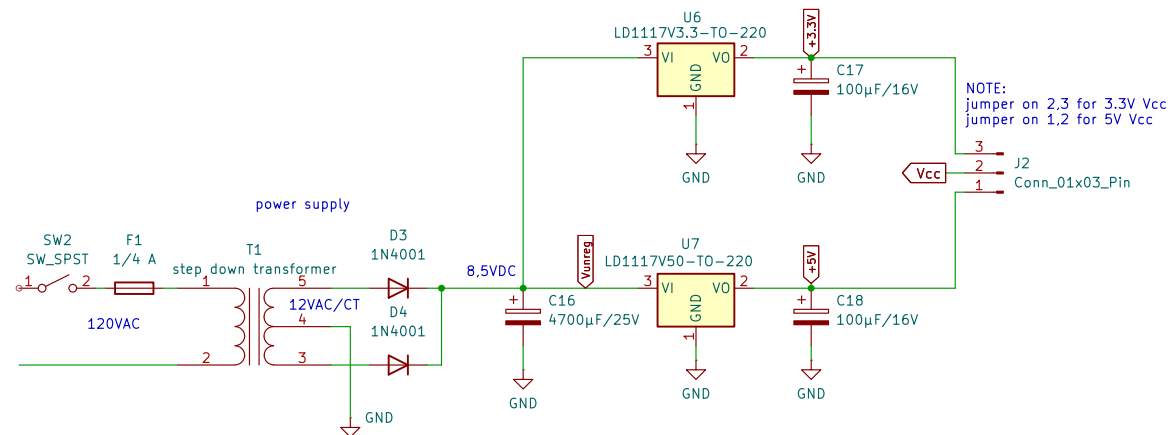 U6
LD1117V3.3-TO-220
3 VI VO 2
GND
1
GND
+3.3V
+
C17
100µF/16V
GND
NOTE:
jumper on 2,3 for 3.3V Vcc
jumper on 1,2 for 5V Vcc
3
2
1
Vcc
J2
Conn_01x03_Pin
power supply
SW2
SW_SPST
1 2
F1
1/4 A
120VAC
T1
step down transformer
1
2
5
4
3
12VAC/CT
GND
D3
1N4001
D4
1N4001
8,5VDC
+
C16
4700µF/25V
GND
Vunreg
U7
LD1117V50-TO-220
3 VI VO 2
GND
1
GND
+5V
+
C18
100µF/16V
GND